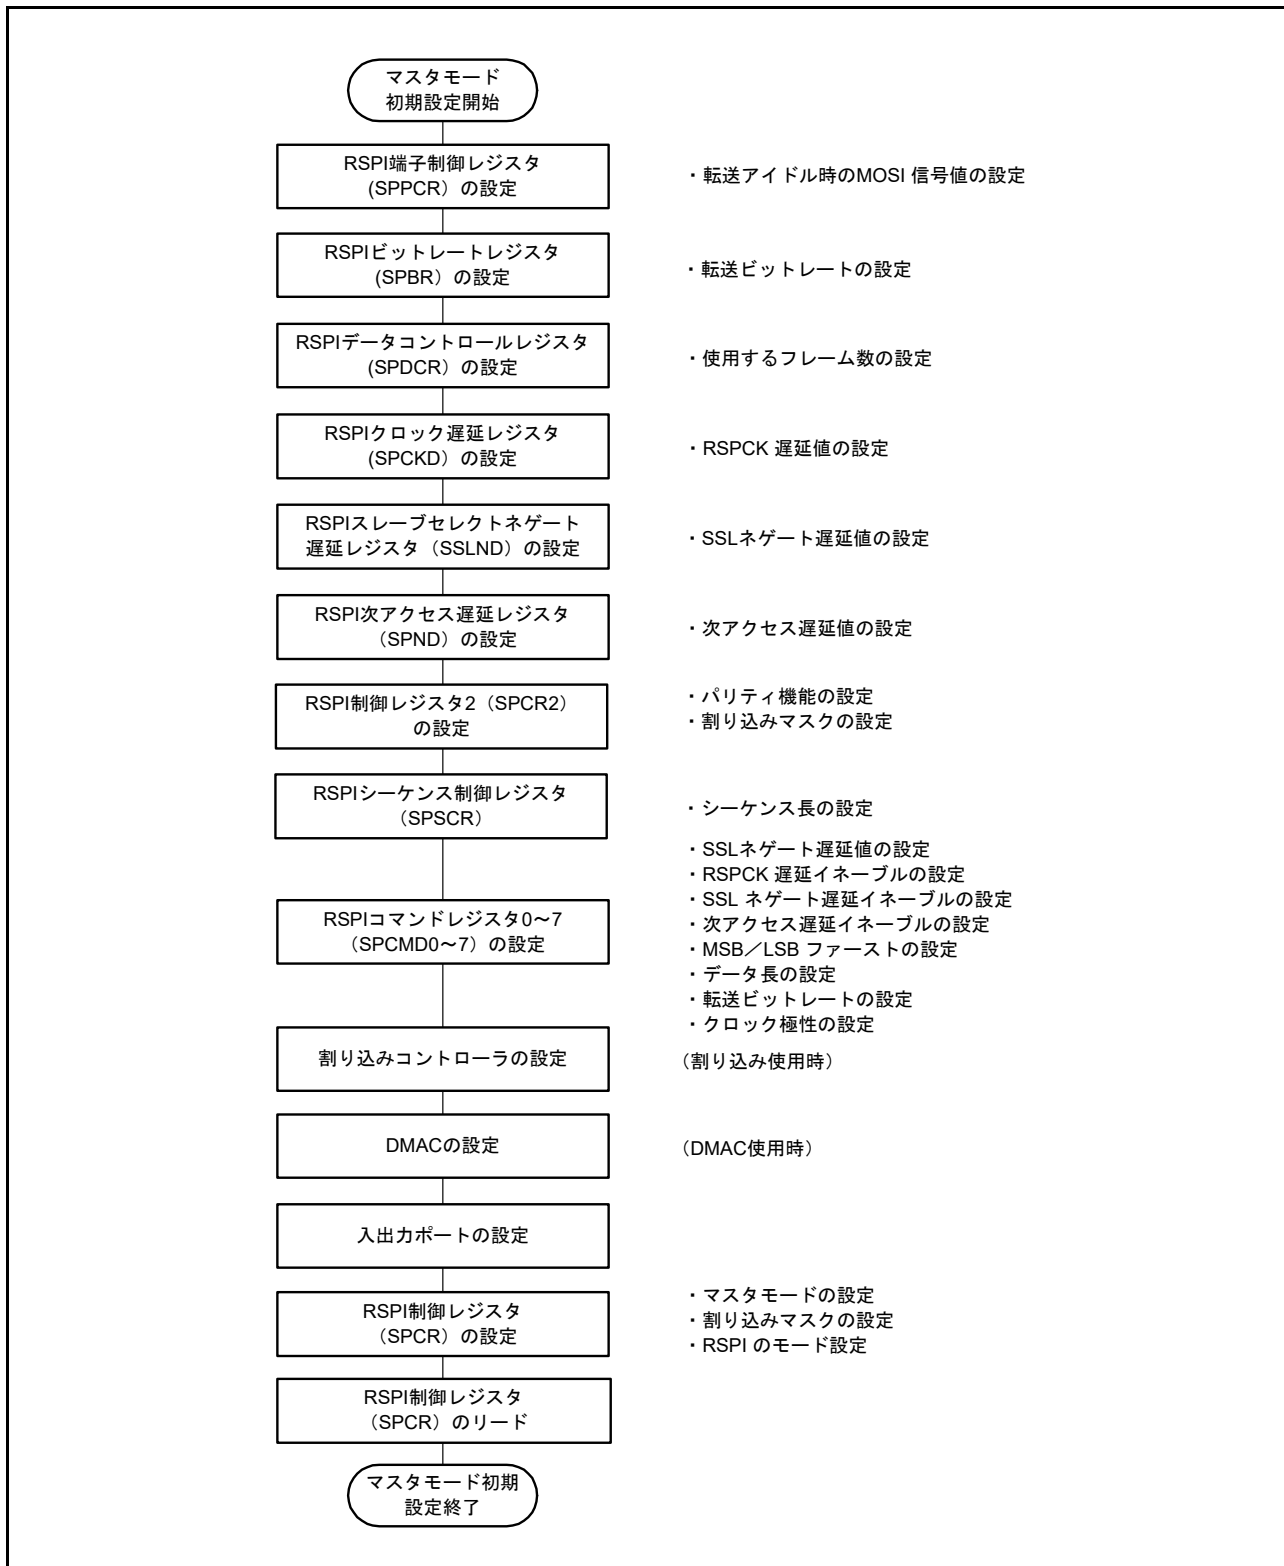 マスタモード
初期設定開始
RSPI端子制御レジスタ
(SPPCR）の設定
・転送アイドル時のMOSI 信号値の設定
RSPIビットレートレジスタ
(SPBR）の設定
・転送ビットレートの設定
RSPIデータコントロールレジスタ
(SPDCR）の設定
・使用するフレーム数の設定
RSPIクロック遅延レジスタ
(SPCKD）の設定
・RSPCK 遅延値の設定
RSPIスレーブセレクトネゲート
遅延レジスタ（SSLND）の設定
・SSLネゲート遅延値の設定
RSPI次アクセス遅延レジスタ
（SPND）の設定
・次アクセス遅延値の設定
RSPI制御レジスタ2（SPCR2）
の設定
・パリティ機能の設定
・割り込みマスクの設定
RSPIシーケンス制御レジスタ
（SPSCR）
・シーケンス長の設定
RSPIコマンドレジスタ0～7
（SPCMD0～7）の設定
・SSLネゲート遅延値の設定
・RSPCK 遅延イネーブルの設定
・SSL ネゲート遅延イネーブルの設定
・次アクセス遅延イネーブルの設定
・MSB／LSB ファーストの設定
・データ長の設定
・転送ビットレートの設定
・クロック極性の設定
割り込みコントローラの設定
（割り込み使用時）
DMACの設定
（DMAC使用時）
入出力ポートの設定
RSPI制御レジスタ
（SPCR）の設定
・マスタモードの設定
・割り込みマスクの設定
・RSPI のモード設定
RSPI制御レジスタ
（SPCR）のリード
マスタモード初期
設定終了